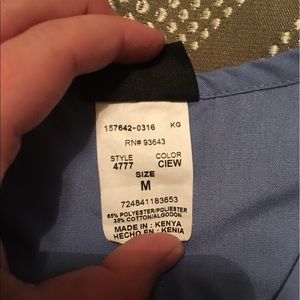 157642-0316 KG
RN# 93643
STYLE COLOR
4777 CIEW
SIZE
M
724841183653
65% POLYESTER/POLIESTER
35% COTTON/ALGODON
MADE IN : KENYA
HECHO EN : KENIA